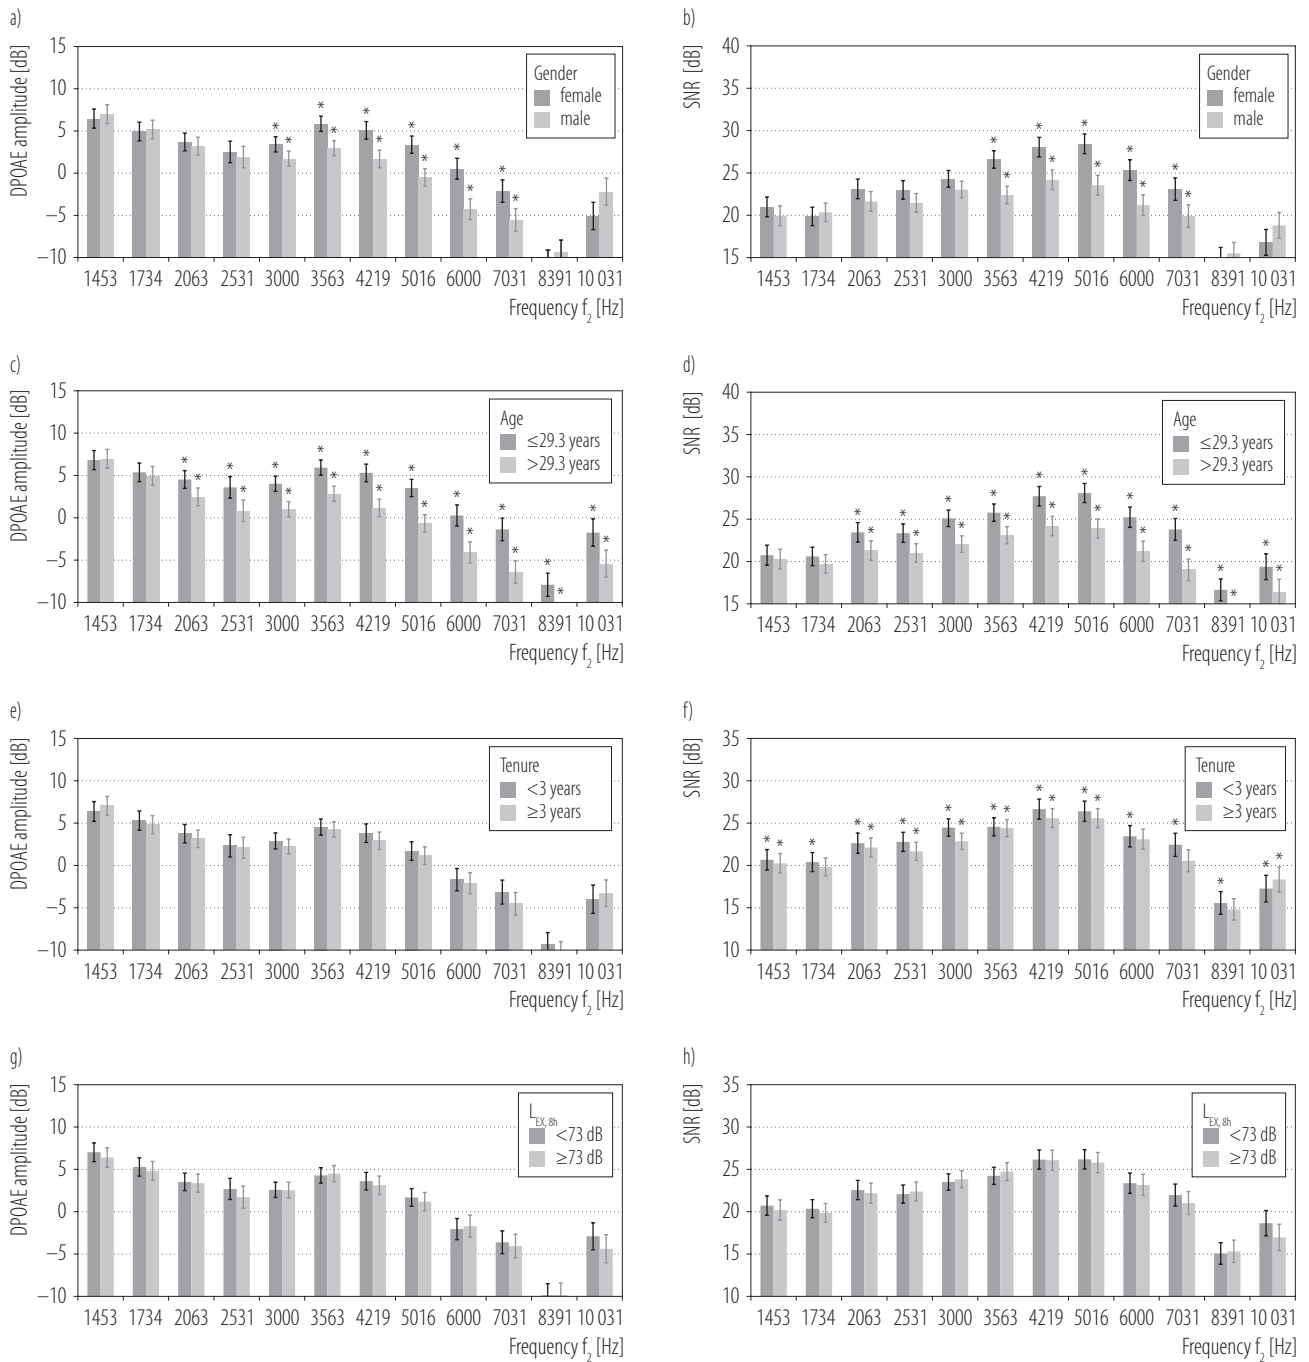 a)
DPOAE amplitude [dB]
15
10
5
0
−5
−10
Gender
female
male
* * * * * * * * * * * *
1453 1734 2063 2531 3000 3563 4219 5016 6000 7031 8391 10 031
Frequency f2 [Hz]
b)
SNR [dB]
40
35
30
25
20
15
Gender
female
male
* * * * * * * * * *
1453 1734 2063 2531 3000 3563 4219 5016 6000 7031 8391 10 031
Frequency f2 [Hz]
c)
DPOAE amplitude [dB]
15
10
5
0
−5
−10
Age
≤29.3 years
>29.3 years
* * * * * * * * * * * * * * * * * * * *
1453 1734 2063 2531 3000 3563 4219 5016 6000 7031 8391 10 031
Frequency f2 [Hz]
d)
SNR [dB]
40
35
30
25
20
15
Age
≤29.3 years
>29.3 years
* * * * * * * * * * * * * * * * * * * *
1453 1734 2063 2531 3000 3563 4219 5016 6000 7031 8391 10 031
Frequency f2 [Hz]
e)
DPOAE amplitude [dB]
15
10
5
0
−5
−10
Tenure
<3 years
≥3 years
1453 1734 2063 2531 3000 3563 4219 5016 6000 7031 8391 10 031
Frequency f2 [Hz]
f)
SNR [dB]
35
30
25
20
15
10
Tenure
<3 years
≥3 years
* * * * * * * * * * * * * * * * * * * *
1453 1734 2063 2531 3000 3563 4219 5016 6000 7031 8391 10 031
Frequency f2 [Hz]
g)
DPOAE amplitude [dB]
15
10
5
0
−5
−10
LEX, 8h
<73 dB
≥73 dB
1453 1734 2063 2531 3000 3563 4219 5016 6000 7031 8391 10 031
Frequency f2 [Hz]
h)
SNR [dB]
35
30
25
20
15
10
LEX, 8h
<73 dB
≥73 dB
1453 1734 2063 2531 3000 3563 4219 5016 6000 7031 8391 10 031
Frequency f2 [Hz]